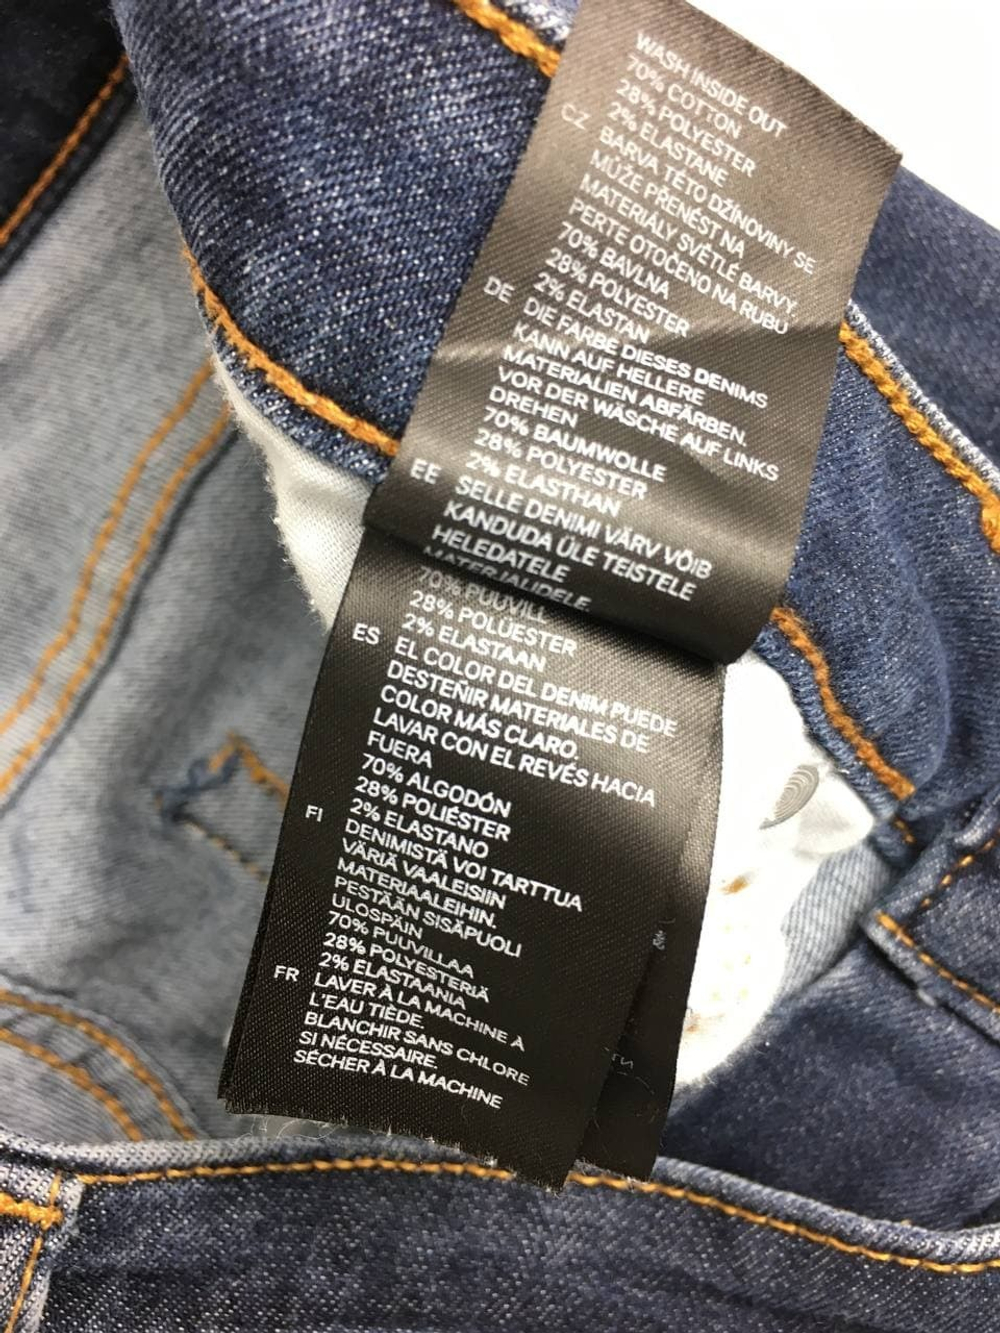 WASH INSIDE OUT
70% COTTON
28% POLYESTER
2% ELASTANE
CZ BARVA TÉTO DŽÍNOVINY SE
MŮŽE PŘENÉST NA
MATERIÁLY SVĚTLÉ BARVY.
PERTE OTOČENO NA RUBU
70% BAVLNA
28% POLYESTER
2% ELASTAN
DE DIE FARBE DIESES DENIMS
KANN AUF HELLERE
MATERIALIEN ABFÄRBEN.
VOR DER WÄSCHE AUF LINKS
DREHEN
70% BAUMWOLLE
28% POLYESTER
2% ELASTHAN
EE SELLE DENIMI VÄRV VÕIB
KANDUDA ÜLE TEISTELE
HELEDATELE
MATERJALIDELE.
70% PUUVILL
28% POLÜESTER
2% ELASTAAN
ES EL COLOR DEL DENIM PUEDE
DESTEÑIR MATERIALES DE
COLOR MÁS CLARO.
LAVAR CON EL REVÉS HACIA
FUERA
70% ALGODÓN
28% POLIÉSTER
2% ELASTANO
FI DENIMISTÄ VOI TARTTUA
VÄRIÄ VAALEISIIN
MATERIAALEIHIN.
PESTÄÄN SISÄPUOLI
ULOSPÄIN
70% PUUVILLAA
28% POLYESTERIÄ
2% ELASTAANIA
FR LAVER À LA MACHINE À
L'EAU TIÈDE.
BLANCHIR SANS CHLORE
SI NÉCESSAIRE.
SÉCHER À LA MACHINE